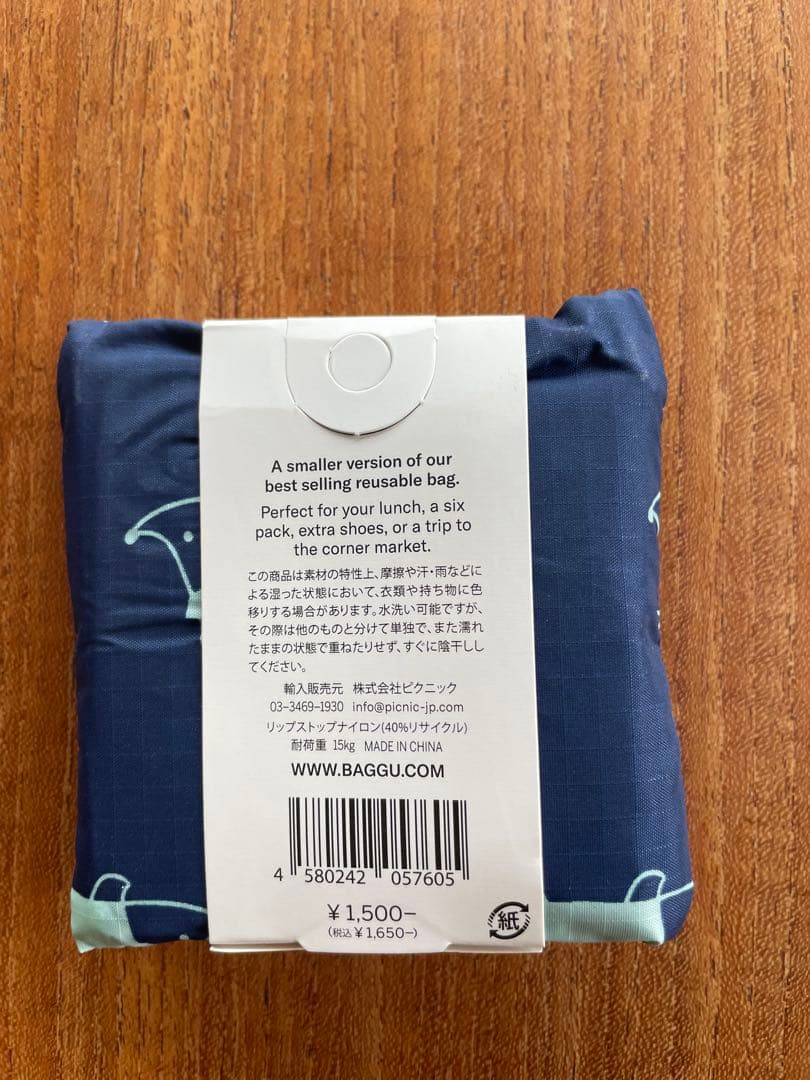 A smaller version of our
best selling reusable bag.
Perfect for your lunch, a six
pack, extra shoes, or a trip to
the corner market.
この商品は素材の特性上、摩擦や汗・雨などに
よる湿った状態において、衣類や持ち物に色
移りする場合があります。水洗い可能ですが、
その際は他のものと分けて単独で、また濡れ
たままの状態で重ねたりせず、すぐに陰干しし
てください。
輸入販売元 株式会社ピクニック
03-3469-1930 info@picnic-jp.com
リップストップナイロン(40%リサイクル)
耐荷重 15kg MADE IN CHINA
WWW.BAGGU.COM
4 580242 057605
¥1,500-
(税込¥1,650-)
紙